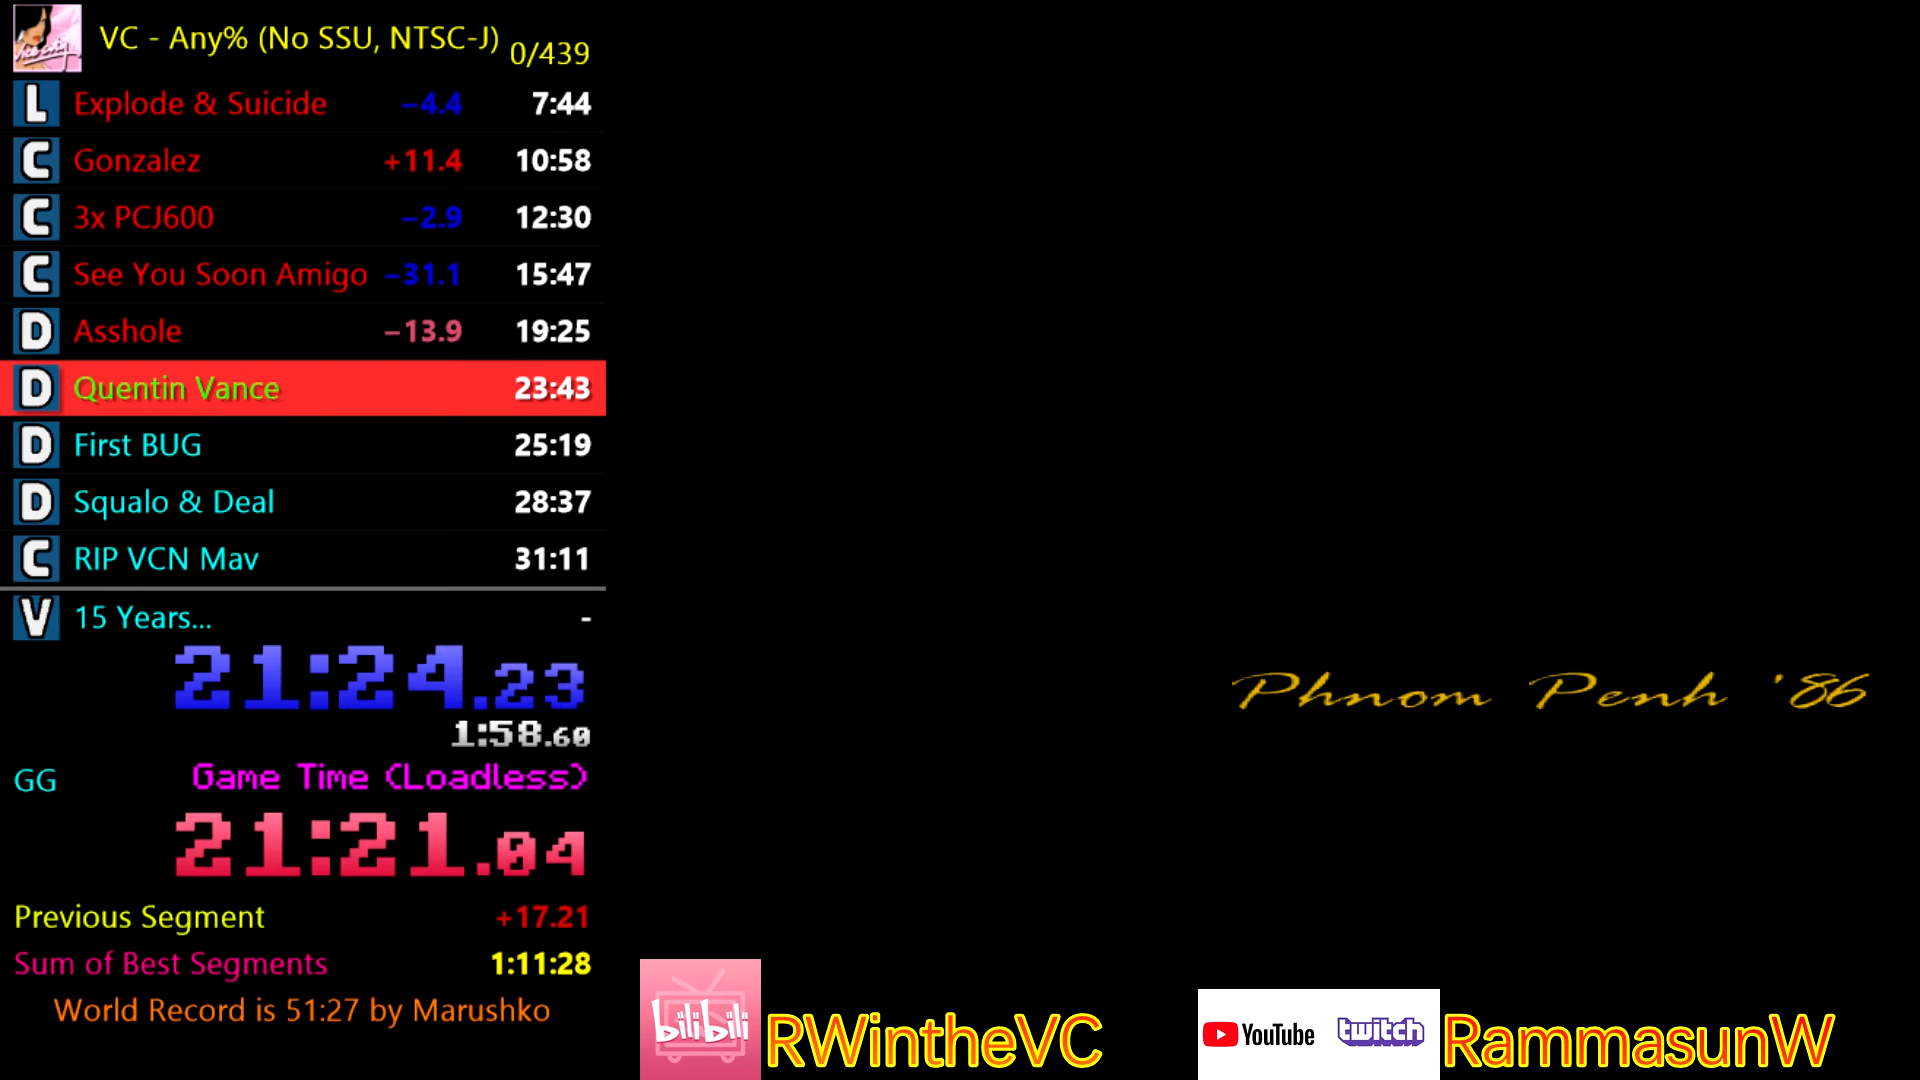 VC - Any% (No SSU, NTSC-J) 0/439
L Explode & Suicide −4.4 7:44
C Gonzalez +11.4 10:58
C 3x PCJ600 −2.9 12:30
C See You Soon Amigo −31.1 15:47
D Asshole −13.9 19:25
D Quentin Vance 23:43
D First BUG 25:19
D Squalo & Deal 28:37
C RIP VCN Mav 31:11
V 15 Years... -
21:24.23
1:58.60
GG Game Time (Loadless)
21:21.04
Previous Segment +17.21
Sum of Best Segments 1:11:28
World Record is 51:27 by Marushko
Phnom Penh '86
bilibili RWintheVC
YouTube twitch RammasunW